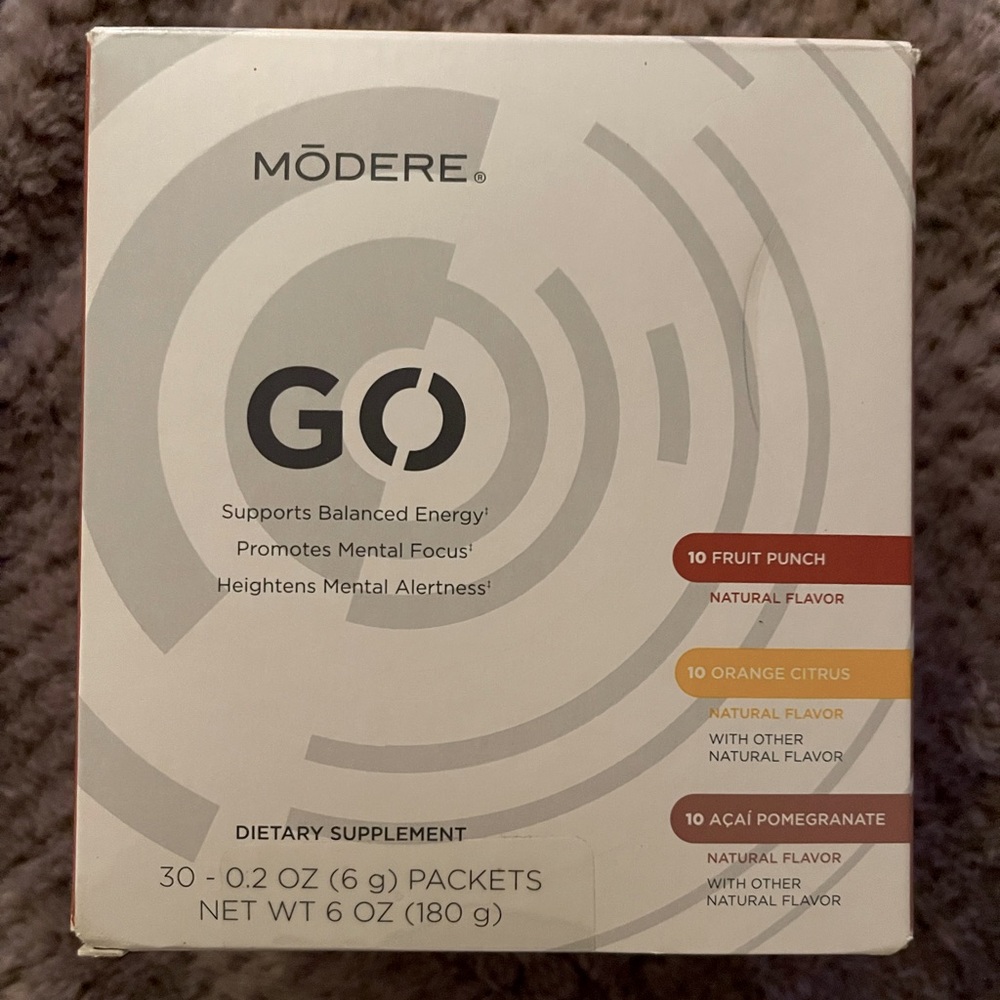 MŌDERE®
GO
Supports Balanced Energy‡
Promotes Mental Focus‡
Heightens Mental Alertness‡
10 FRUIT PUNCH
NATURAL FLAVOR
10 ORANGE CITRUS
NATURAL FLAVOR
WITH OTHER
NATURAL FLAVOR
10 AÇAÍ POMEGRANATE
NATURAL FLAVOR
WITH OTHER
NATURAL FLAVOR
DIETARY SUPPLEMENT
30 - 0.2 OZ (6 g) PACKETS
NET WT 6 OZ (180 g)